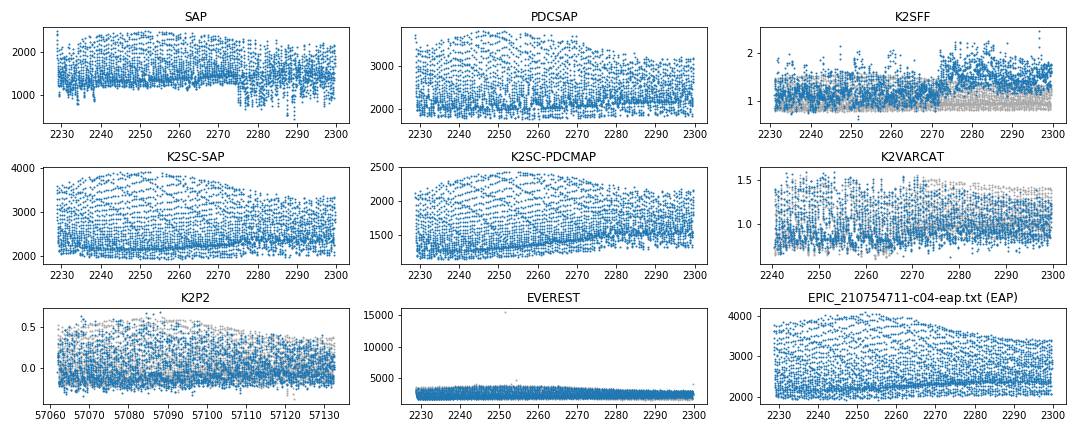 SAP
2000
1000
2230 2240 2250 2260 2270 2280 2290 2300
PDCSAP
3000
2000
2230 2240 2250 2260 2270 2280 2290 2300
K2SFF
2
1
2230 2240 2250 2260 2270 2280 2290 2300
K2SC-SAP
4000
3000
2000
2230 2240 2250 2260 2270 2280 2290 2300
K2SC-PDCMAP
2500
2000
1500
2230 2240 2250 2260 2270 2280 2290 2300
K2VARCAT
1.5
1.0
2240 2250 2260 2270 2280 2290 2300
K2P2
0.5
0.0
57060 57070 57080 57090 57100 57110 57120 57130
EVEREST
15000
10000
5000
2230 2240 2250 2260 2270 2280 2290 2300
EPIC_210754711-c04-eap.txt (EAP)
4000
3000
2000
2230 2240 2250 2260 2270 2280 2290 2300